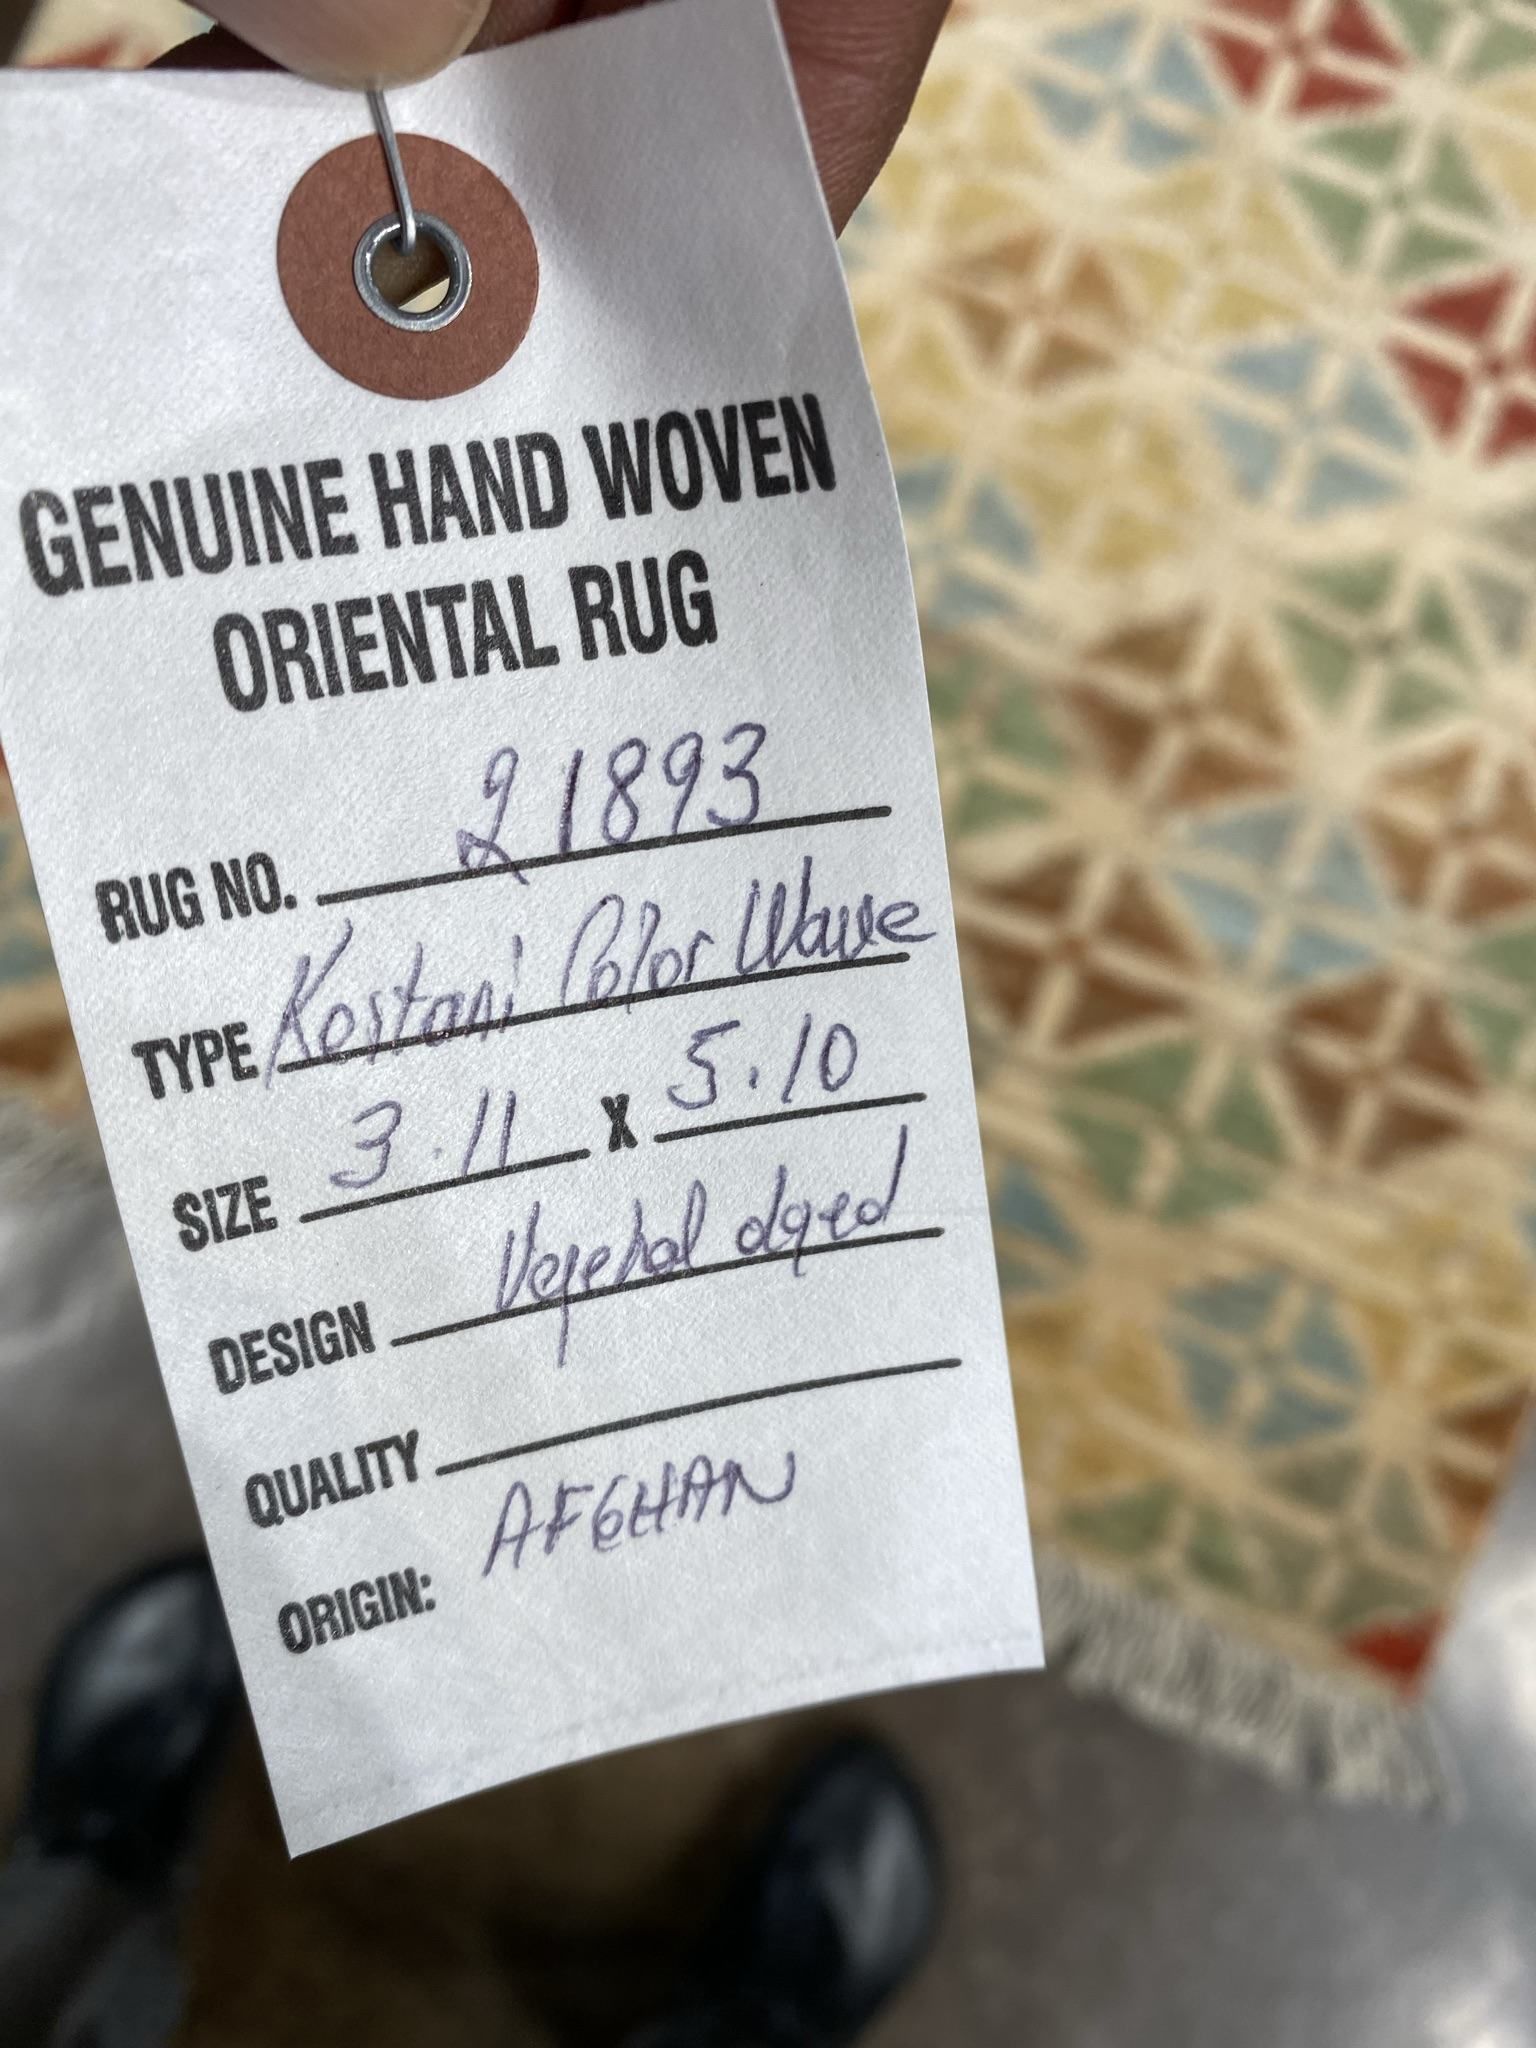 GENUINE HAND WOVEN
ORIENTAL RUG
RUG NO. 21893
TYPE Kostani Color Wave
SIZE 3.11 X 5.10
DESIGN Vegetal dyed
QUALITY
ORIGIN: AFGHAN